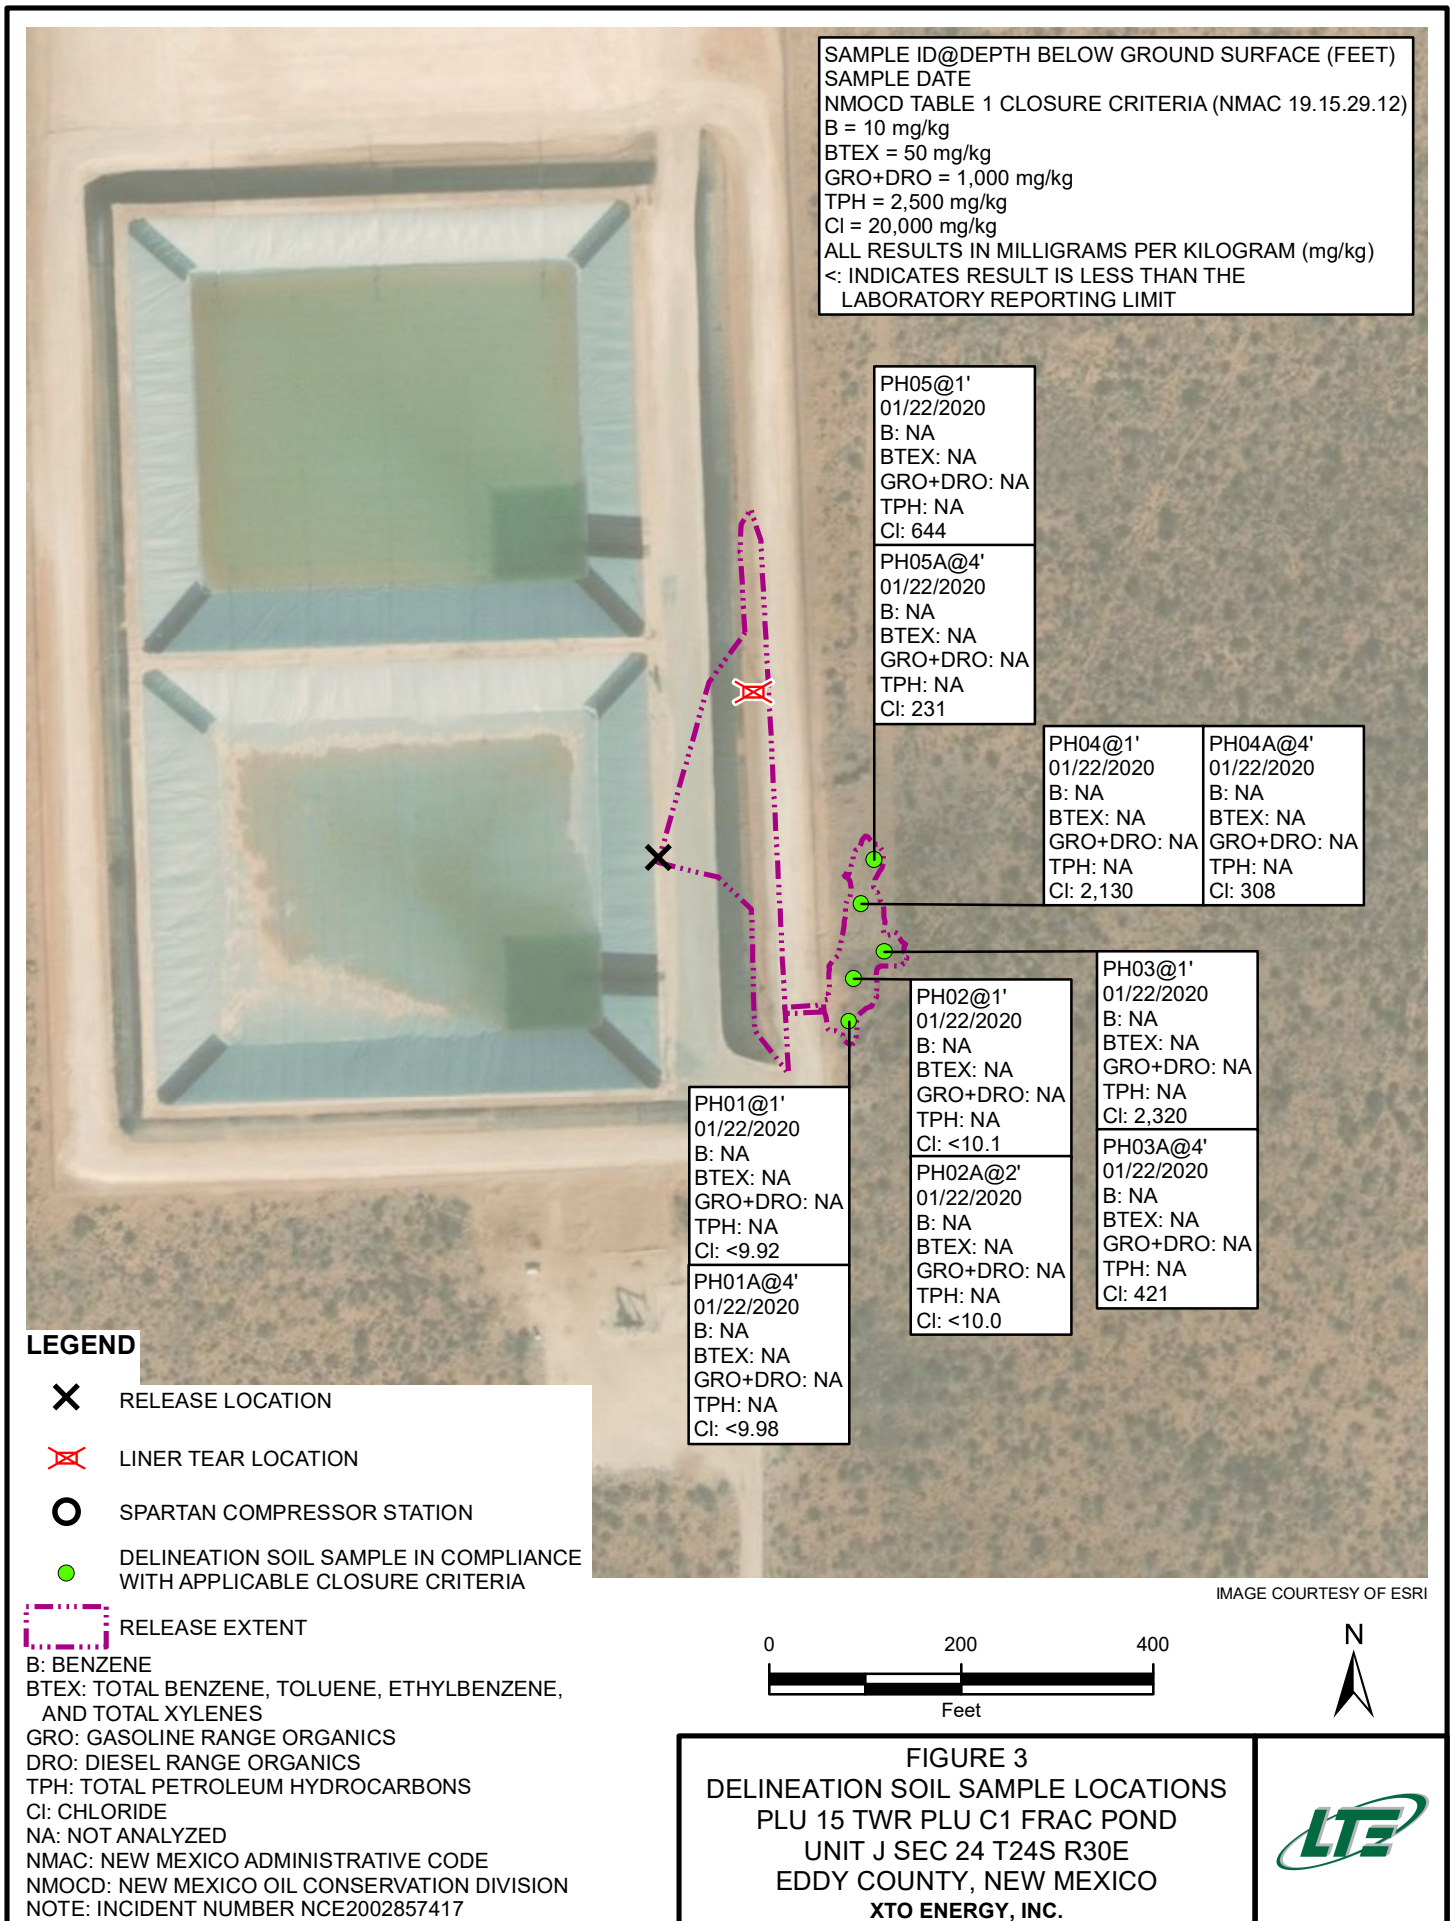 SAMPLE ID@DEPTH BELOW GROUND SURFACE (FEET)
SAMPLE DATE
NMOCD TABLE 1 CLOSURE CRITERIA (NMAC 19.15.29.12)
B = 10 mg/kg
BTEX = 50 mg/kg
GRO+DRO = 1,000 mg/kg
TPH = 2,500 mg/kg
Cl = 20,000 mg/kg
ALL RESULTS IN MILLIGRAMS PER KILOGRAM (mg/kg)
<: INDICATES RESULT IS LESS THAN THE
LABORATORY REPORTING LIMIT
PH05@1'
01/22/2020
B: NA
BTEX: NA
GRO+DRO: NA
TPH: NA
Cl: 644
PH05A@4'
01/22/2020
B: NA
BTEX: NA
GRO+DRO: NA
TPH: NA
Cl: 231
PH04@1'
01/22/2020
B: NA
BTEX: NA
GRO+DRO: NA
TPH: NA
Cl: 2,130
PH04A@4'
01/22/2020
B: NA
BTEX: NA
GRO+DRO: NA
TPH: NA
Cl: 308
PH03@1'
01/22/2020
B: NA
BTEX: NA
GRO+DRO: NA
TPH: NA
Cl: 2,320
PH03A@4'
01/22/2020
B: NA
BTEX: NA
GRO+DRO: NA
TPH: NA
Cl: 421
PH02@1'
01/22/2020
B: NA
BTEX: NA
GRO+DRO: NA
TPH: NA
Cl: <10.1
PH02A@2'
01/22/2020
B: NA
BTEX: NA
GRO+DRO: NA
TPH: NA
Cl: <10.0
PH01@1'
01/22/2020
B: NA
BTEX: NA
GRO+DRO: NA
TPH: NA
Cl: <9.92
PH01A@4'
01/22/2020
B: NA
BTEX: NA
GRO+DRO: NA
TPH: NA
Cl: <9.98
LEGEND
RELEASE LOCATION
LINER TEAR LOCATION
SPARTAN COMPRESSOR STATION
DELINEATION SOIL SAMPLE IN COMPLIANCE
WITH APPLICABLE CLOSURE CRITERIA
RELEASE EXTENT
B: BENZENE
BTEX: TOTAL BENZENE, TOLUENE, ETHYLBENZENE,
AND TOTAL XYLENES
GRO: GASOLINE RANGE ORGANICS
DRO: DIESEL RANGE ORGANICS
TPH: TOTAL PETROLEUM HYDROCARBONS
Cl: CHLORIDE
NA: NOT ANALYZED
NMAC: NEW MEXICO ADMINISTRATIVE CODE
NMOCD: NEW MEXICO OIL CONSERVATION DIVISION
NOTE: INCIDENT NUMBER NCE2002857417
IMAGE COURTESY OF ESRI
0 200 400
Feet
N
FIGURE 3
DELINEATION SOIL SAMPLE LOCATIONS
PLU 15 TWR PLU C1 FRAC POND
UNIT J SEC 24 T24S R30E
EDDY COUNTY, NEW MEXICO
XTO ENERGY, INC.
LTE